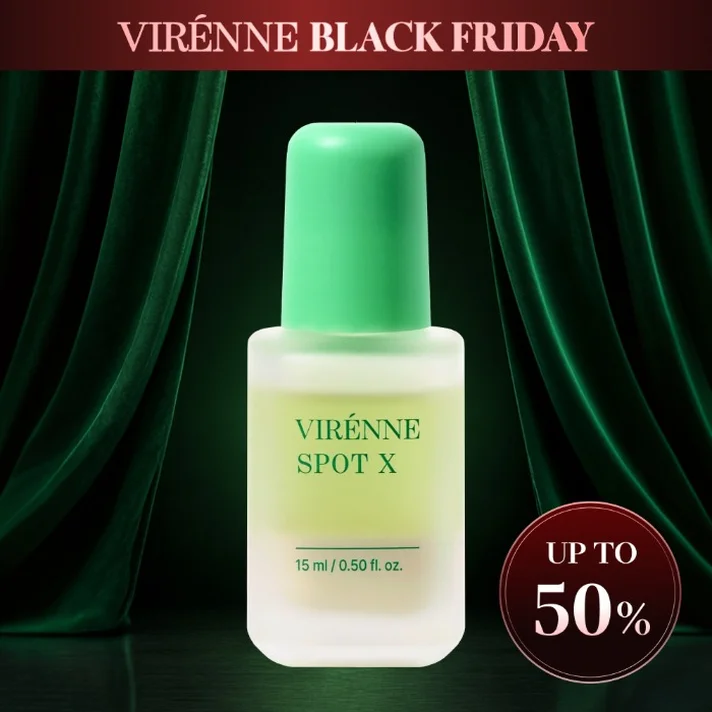 VIRÉNNE BLACK FRIDAY
VIRÉNNE
SPOT X
15 ml / 0.50 fl. oz.
UP TO
50%